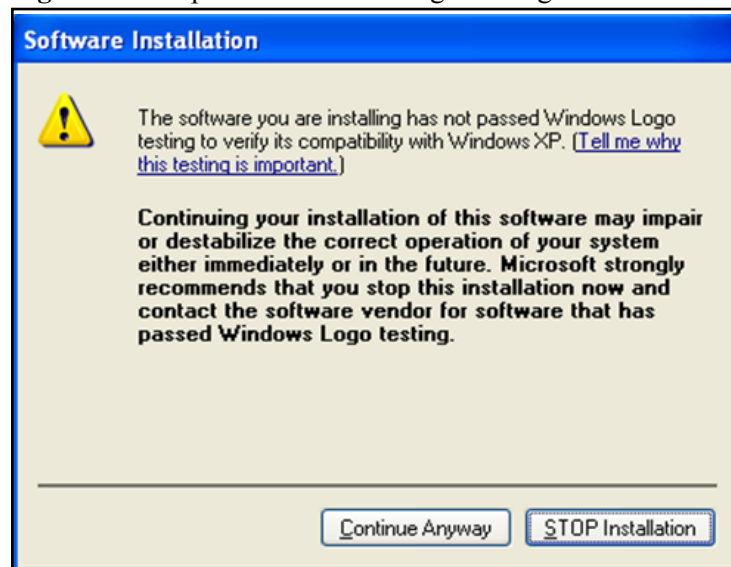 Software Installation
The software you are installing has not passed Windows Logo
testing to verify its compatibility with Windows XP. (Tell me why
this testing is important.)
Continuing your installation of this software may impair
or destabilize the correct operation of your system
either immediately or in the future. Microsoft strongly
recommends that you stop this installation now and
contact the software vendor for software that has
passed Windows Logo testing.
Continue Anyway
STOP Installation